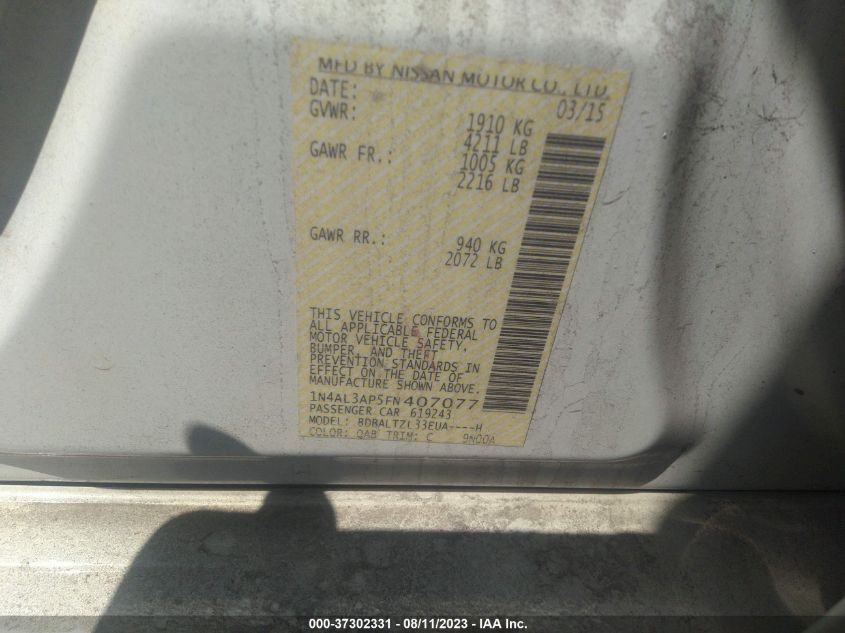 MFD BY NISSAN MOTOR CO., LTD.
DATE: 03/15
GVWR: 1910 KG
4211 LB
GAWR FR.: 1005 KG
2216 LB
GAWR RR.: 940 KG
2072 LB
THIS VEHICLE CONFORMS TO
ALL APPLICABLE FEDERAL
MOTOR VEHICLE SAFETY,
BUMPER, AND THEFT
PREVENTION STANDARDS IN
EFFECT ON THE DATE OF
MANUFACTURE SHOWN ABOVE.
1N4AL3AP5FN407077
PASSENGER CAR 619243
MODEL: BDBALTZL33EUA----H
COLOR: QAB TRIM: C 9N00A
000-37302331 - 08/11/2023 - IAA Inc.